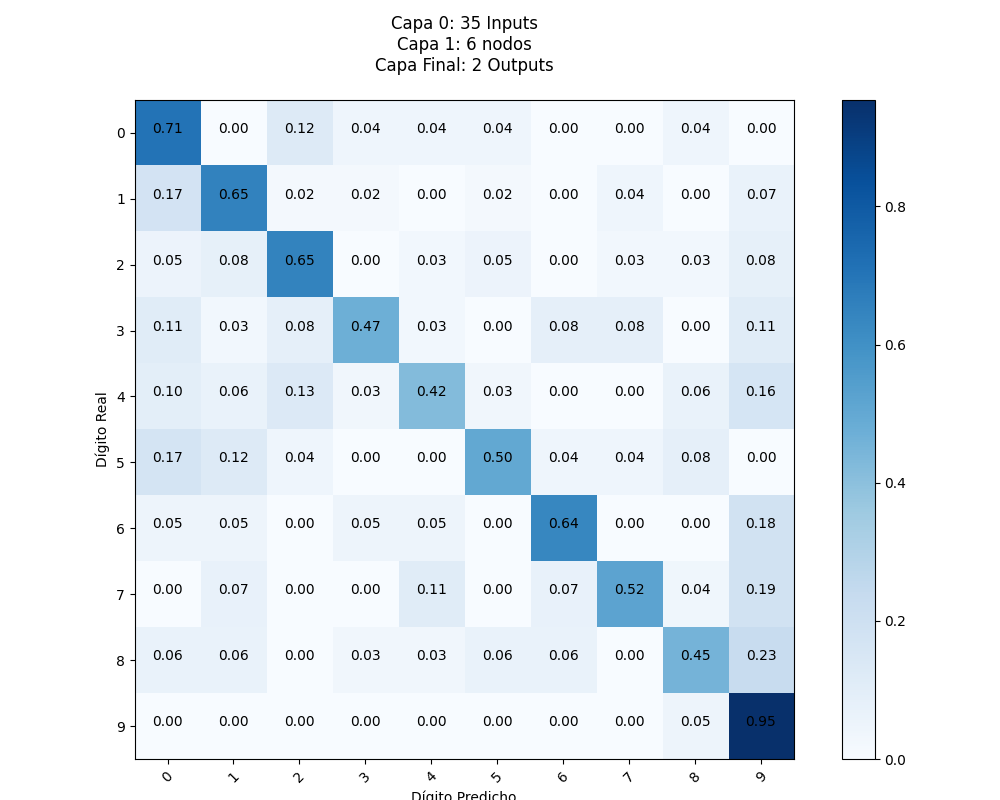 Capa 0: 35 Inputs
Capa 1: 6 nodos
Capa Final: 2 Outputs
0 0.71 0.00 0.12 0.04 0.04 0.04 0.00 0.00 0.04 0.00
1 0.17 0.65 0.02 0.02 0.00 0.02 0.00 0.04 0.00 0.07
2 0.05 0.08 0.65 0.00 0.03 0.05 0.00 0.03 0.03 0.08
3 0.11 0.03 0.08 0.47 0.03 0.00 0.08 0.08 0.00 0.11
4 0.10 0.06 0.13 0.03 0.42 0.03 0.00 0.00 0.06 0.16
5 0.17 0.12 0.04 0.00 0.00 0.50 0.04 0.04 0.08 0.00
6 0.05 0.05 0.00 0.05 0.05 0.00 0.64 0.00 0.00 0.18
7 0.00 0.07 0.00 0.00 0.11 0.00 0.07 0.52 0.04 0.19
8 0.06 0.06 0.00 0.03 0.03 0.06 0.06 0.00 0.45 0.23
9 0.00 0.00 0.00 0.00 0.00 0.00 0.00 0.00 0.05 0.95
0 1 2 3 4 5 6 7 8 9
Dígito Real
Dígito Predicho
0.8
0.6
0.4
0.2
0.0